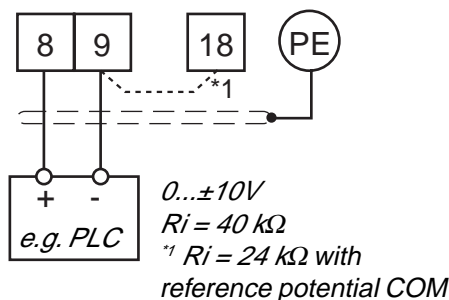 8 9 18 PE
*1
+ -
e.g. PLC
0...±10V
Ri = 40 kΩ
*1 Ri = 24 kΩ with
reference potential COM